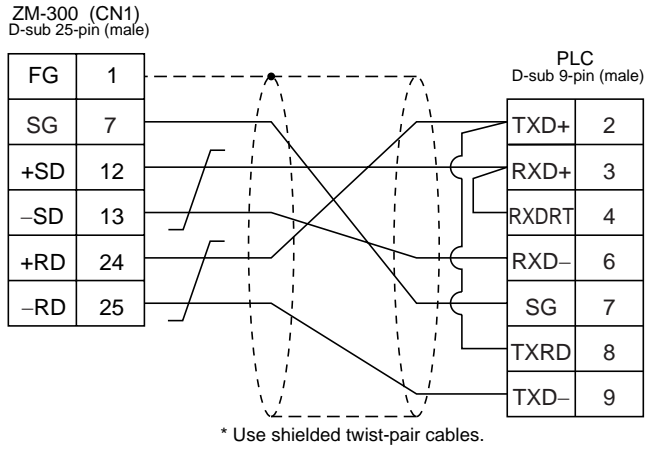 ZM-300 (CN1)
D-sub 25-pin (male)
FG 1
SG 7
+SD 12
−SD 13
+RD 24
−RD 25
PLC
D-sub 9-pin (male)
TXD+ 2
RXD+ 3
RXDRT 4
RXD− 6
SG 7
TXRD 8
TXD− 9
* Use shielded twist-pair cables.